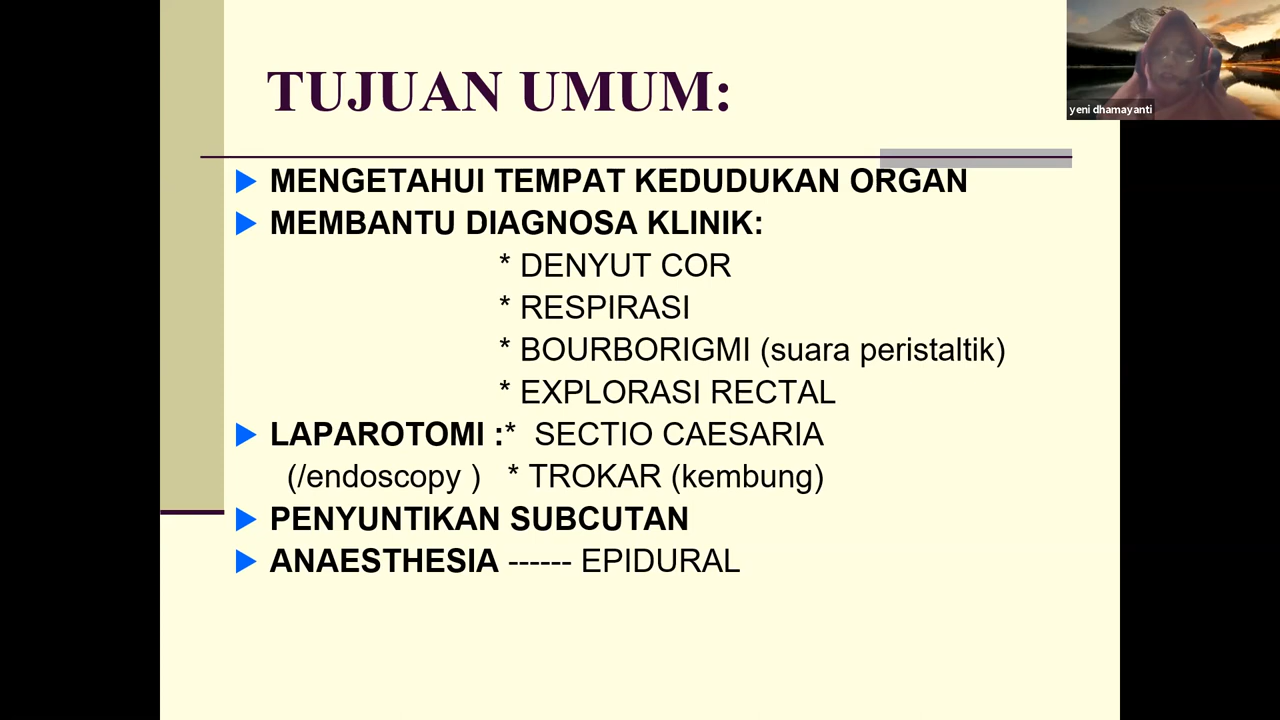 TUJUAN UMUM:
yeni dhamayanti
MENGETAHUI TEMPAT KEDUDUKAN ORGAN
MEMBANTU DIAGNOSA KLINIK:
* DENYUT COR
* RESPIRASI
* BOURBORIGMI (suara peristaltik)
* EXPLORASI RECTAL
LAPAROTOMI :* SECTIO CAESARIA
(/endoscopy ) * TROKAR (kembung)
PENYUNTIKAN SUBCUTAN
ANAESTHESIA ------ EPIDURAL